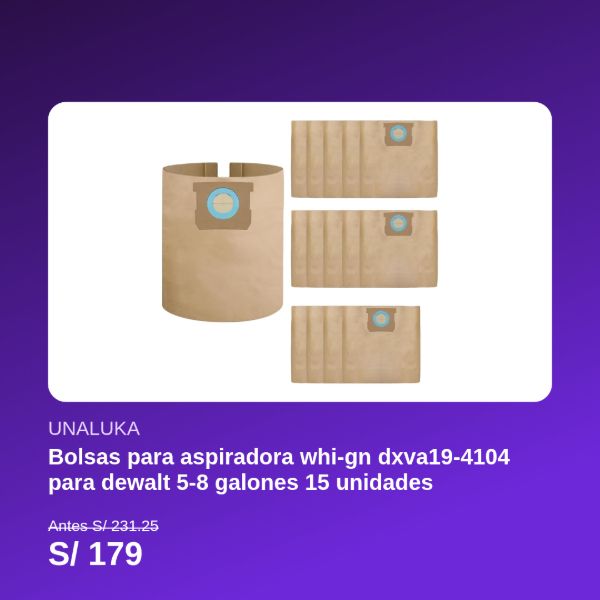 UNALUKA
Bolsas para aspiradora whi-gn dxva19-4104
para dewalt 5-8 galones 15 unidades
Antes S/ 231.25
S/ 179